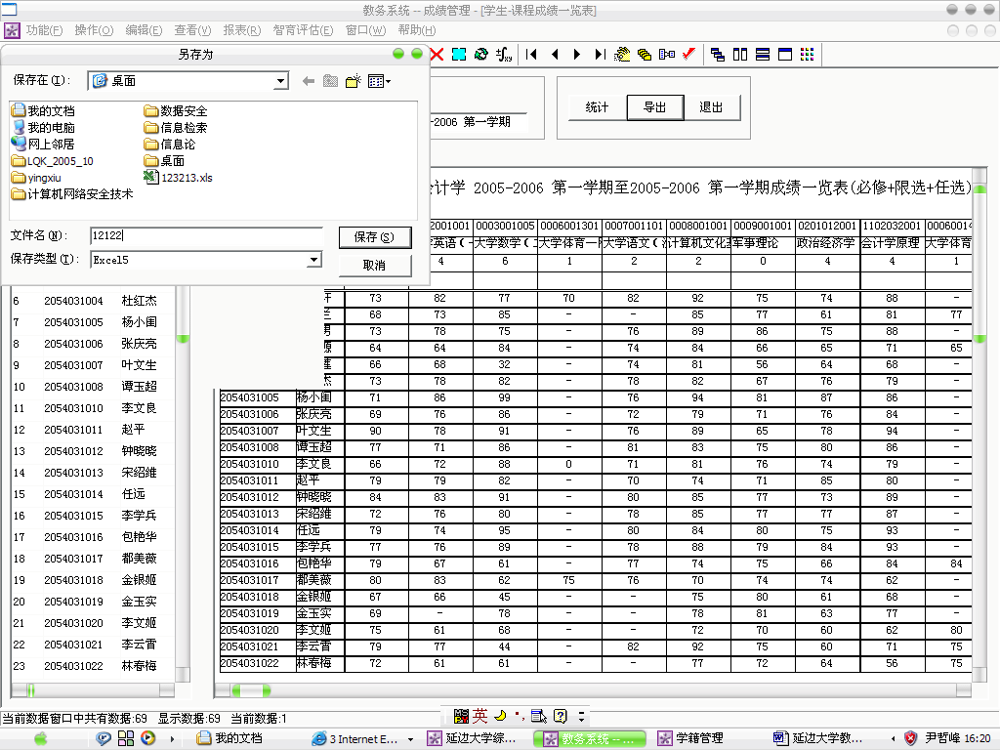 教务系统 -- 成绩管理 - [学生-课程成绩一览表]
功能(F) 操作(O) 编辑(E) 查看(V) 报表(R) 智育评估(E) 窗口(W) 帮助(H)
另存为
保存在(I): 桌面
我的文档 数据安全
我的电脑 信息检索
网上邻居 信息论
LQK_2005_10 桌面
yingxiu 123213.xls
计算机网络安全技术
文件名(N): 12122 保存(S)
保存类型(T): Excel5 取消
-2006 第一学期
统计 导出 退出
会计学 2005-2006 第一学期至2005-2006 第一学期成绩一览表(必修+限选+任选)
2001001 0003001005 0006001301 0007001101 0008001001 0009001001 0201012001 1102032001 00060014
英语( 大学数学( 大学体育一 大学语文( 计算机文化 军事理论 政治经济学 会计学原理 大学体育
4 6 1 2 2 0 4 4 1
73 82 77 70 82 92 75 74 88 -
68 73 85 - - 85 77 61 81 77
男 73 78 75 - 76 89 86 75 88 -
64 64 84 - 74 84 66 65 71 65
66 68 32 - 74 81 56 64 68 -
杰 73 78 82 - 78 82 67 76 79 -
2054031005 杨小闺 71 86 99 - 76 94 81 87 86 -
2054031006 张庆亮 69 76 86 - 72 79 71 76 84 -
2054031007 叶文生 90 78 91 - 76 89 65 78 94 -
2054031008 谭玉超 77 71 86 - 81 83 75 80 86 -
2054031010 李文良 66 72 88 0 71 81 76 74 79 -
2054031011 赵平 79 79 82 - 70 74 71 85 80 -
2054031012 钟晓晓 84 83 91 - 80 85 77 73 89 -
2054031013 宋绍维 72 76 80 - 78 85 77 77 87 -
2054031014 任远 79 74 95 - 80 84 80 75 93 -
2054031015 李学兵 77 76 89 - 78 88 79 84 93 -
2054031016 包艳华 79 67 61 - 77 74 75 66 84 84
2054031017 都美薇 80 83 62 75 76 70 74 74 62 -
2054031018 金银姬 67 66 45 - - 75 80 61 68 -
2054031019 金玉实 69 - 78 - - 78 81 63 77 -
2054031020 李文姬 75 61 68 - - 72 70 60 62 80
2054031021 李云霄 79 77 44 - 82 92 75 60 71 75
2054031022 林春梅 72 61 61 - - 77 72 64 56 75
6 2054031004 杜红杰
7 2054031005 杨小闺
8 2054031006 张庆亮
9 2054031007 叶文生
10 2054031008 谭玉超
11 2054031010 李文良
12 2054031011 赵平
13 2054031012 钟晓晓
14 2054031013 宋绍维
15 2054031014 任远
16 2054031015 李学兵
17 2054031016 包艳华
18 2054031017 都美薇
19 2054031018 金银姬
20 2054031019 金玉实
21 2054031020 李文姬
22 2054031021 李云霄
23 2054031022 林春梅
当前数据窗口中共有数据:69 显示数据:69 当前数据:1
英
我的文档 3 Internet E... 延边大学综... 教务系统 -- ... 学籍管理 延边大学教... 尹哲峰 16:20